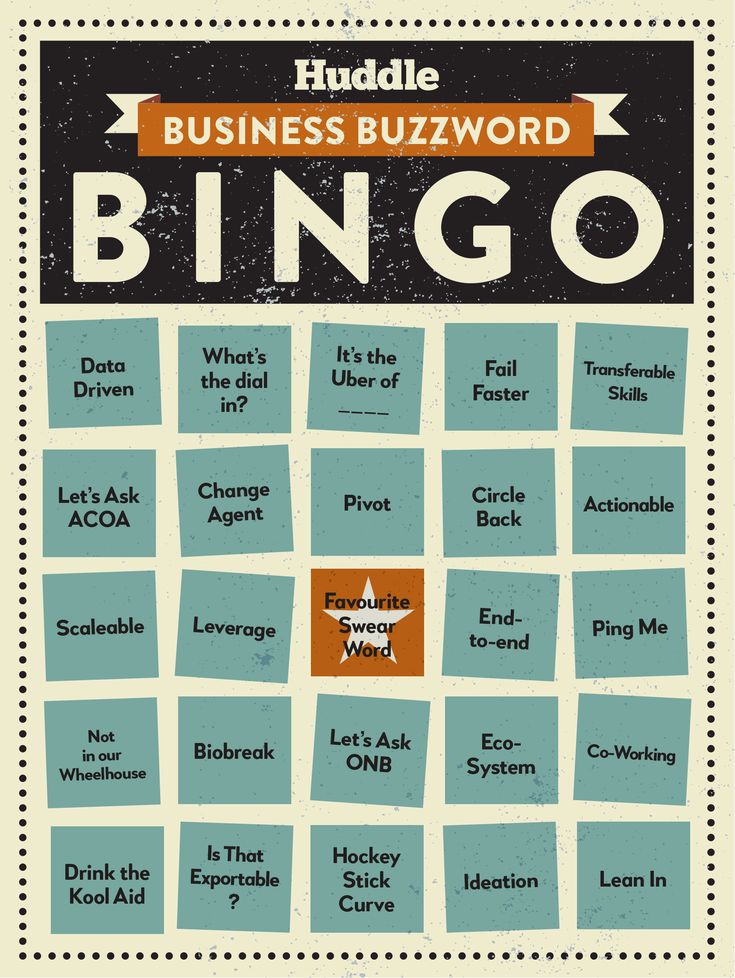 Huddle
BUSINESS BUZZWORD
BINGO
Data
Driven
What's
the dial
in?
It's the
Uber of
____
Fail
Faster
Transferable
Skills
Let's Ask
ACOA
Change
Agent
Pivot
Circle
Back
Actionable
Scaleable
Leverage
Favourite
Swear
Word
End-
to-end
Ping Me
Not
in our
Wheelhouse
Biobreak
Let's Ask
ONB
Eco-
System
Co-Working
Drink the
Kool Aid
Is That
Exportable
?
Hockey
Stick
Curve
Ideation
Lean In